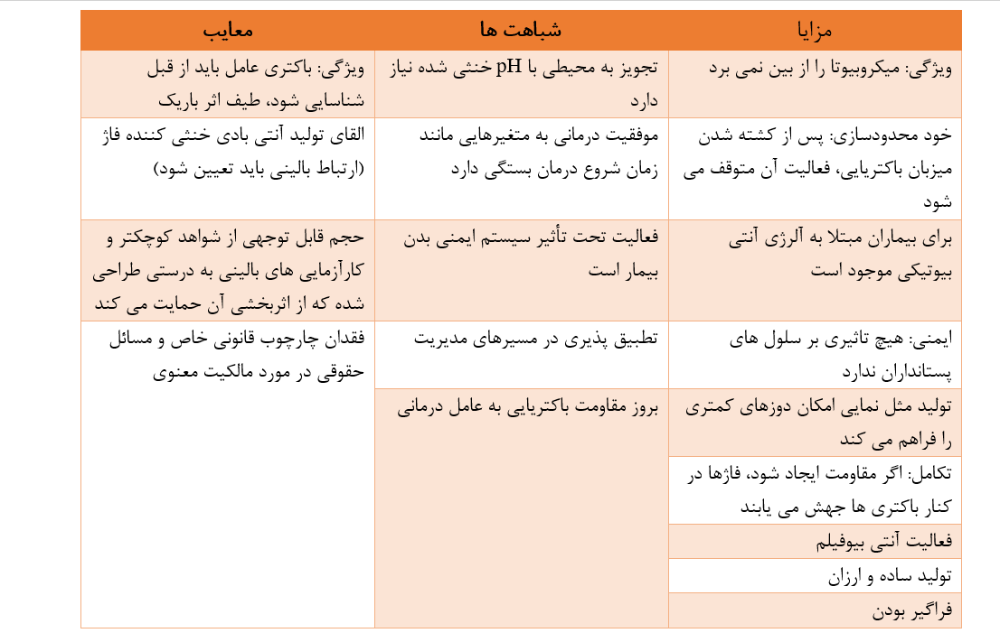 مزایا
شباهت ها
معایب
ویژگی: میکروبیوتا را از بین نمی برد
تجویز به محیطی با pH خنثی شده نیاز
دارد
ویژگی: باکتری عامل باید از قبل
شناسایی شود، طیف اثر باریک
خود محدودسازی: پس از کشته شدن
میزبان باکتریایی، فعالیت آن متوقف می
شود
موفقیت درمانی به متغیرهایی مانند
زمان شروع درمان بستگی دارد
القای تولید آنتی بادی خنثی کننده فاژ
(ارتباط بالینی باید تعیین شود)
برای بیماران مبتلا به آلرژی آنتی
بیوتیکی موجود است
فعالیت تحت تأثیر سیستم ایمنی بدن
بیمار است
حجم قابل توجهی از شواهد کوچکتر و
کارآزمایی های بالینی به درستی طراحی
شده که از اثربخشی آن حمایت می کند
ایمنی: هیچ تاثیری بر سلول های
پستانداران ندارد
تطبیق پذیری در مسیرهای مدیریت
فقدان چارچوب قانونی خاص و مسائل
حقوقی در مورد مالکیت معنوی
تولید مثل نمایی امکان دوزهای کمتری
را فراهم می کند
بروز مقاومت باکتریایی به عامل درمانی
تکامل: اگر مقاومت ایجاد شود، فاژها در
کنار باکتری ها جهش می یابند
فعالیت آنتی بیوفیلم
تولید ساده و ارزان
فراگیر بودن